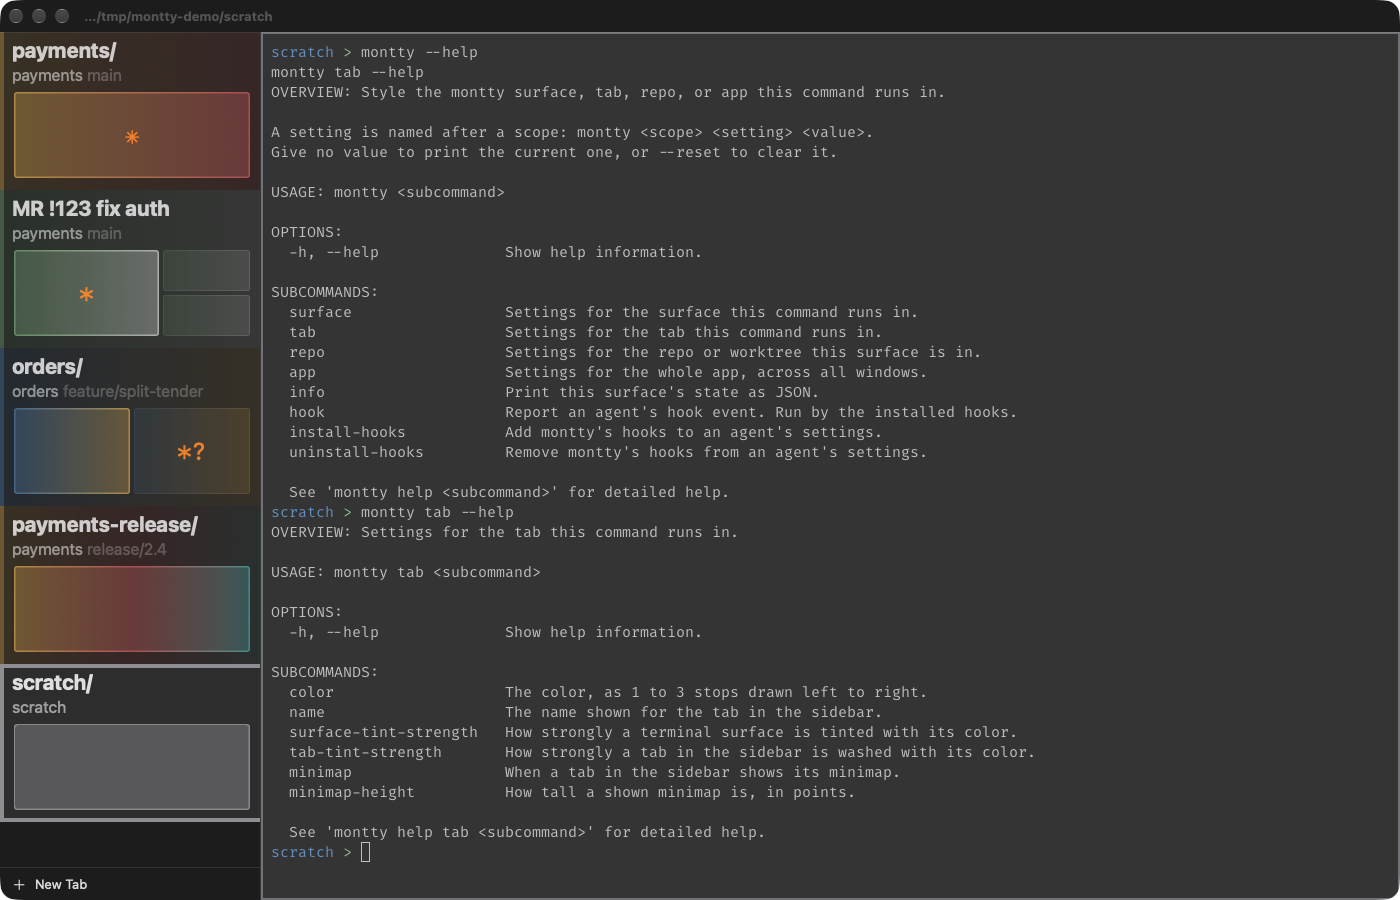 .../tmp/montty-demo/scratch
payments/
payments main
*
MR !123 fix auth
payments main
*
orders/
orders feature/split-tender
*?
payments-release/
payments release/2.4
scratch/
scratch
+ New Tab
scratch > montty --help
montty tab --help
OVERVIEW: Style the montty surface, tab, repo, or app this command runs in.
A setting is named after a scope: montty <scope> <setting> <value>.
Give no value to print the current one, or --reset to clear it.
USAGE: montty <subcommand>
OPTIONS:
-h, --help Show help information.
SUBCOMMANDS:
surface Settings for the surface this command runs in.
tab Settings for the tab this command runs in.
repo Settings for the repo or worktree this surface is in.
app Settings for the whole app, across all windows.
info Print this surface's state as JSON.
hook Report an agent's hook event. Run by the installed hooks.
install-hooks Add montty's hooks to an agent's settings.
uninstall-hooks Remove montty's hooks from an agent's settings.
See 'montty help <subcommand>' for detailed help.
scratch > montty tab --help
OVERVIEW: Settings for the tab this command runs in.
USAGE: montty tab <subcommand>
OPTIONS:
-h, --help Show help information.
SUBCOMMANDS:
color The color, as 1 to 3 stops drawn left to right.
name The name shown for the tab in the sidebar.
surface-tint-strength How strongly a terminal surface is tinted with its color.
tab-tint-strength How strongly a tab in the sidebar is washed with its color.
minimap When a tab in the sidebar shows its minimap.
minimap-height How tall a shown minimap is, in points.
See 'montty help tab <subcommand>' for detailed help.
scratch >